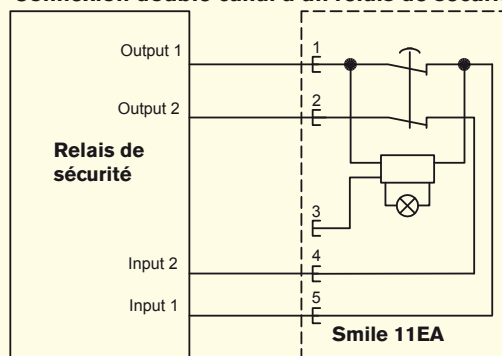 Connexion double canal à un relais de sécuri
Output 1
1
Output 2
2
Relais de
sécurité
3
Input 2
4
Input 1
5
Smile 11EA